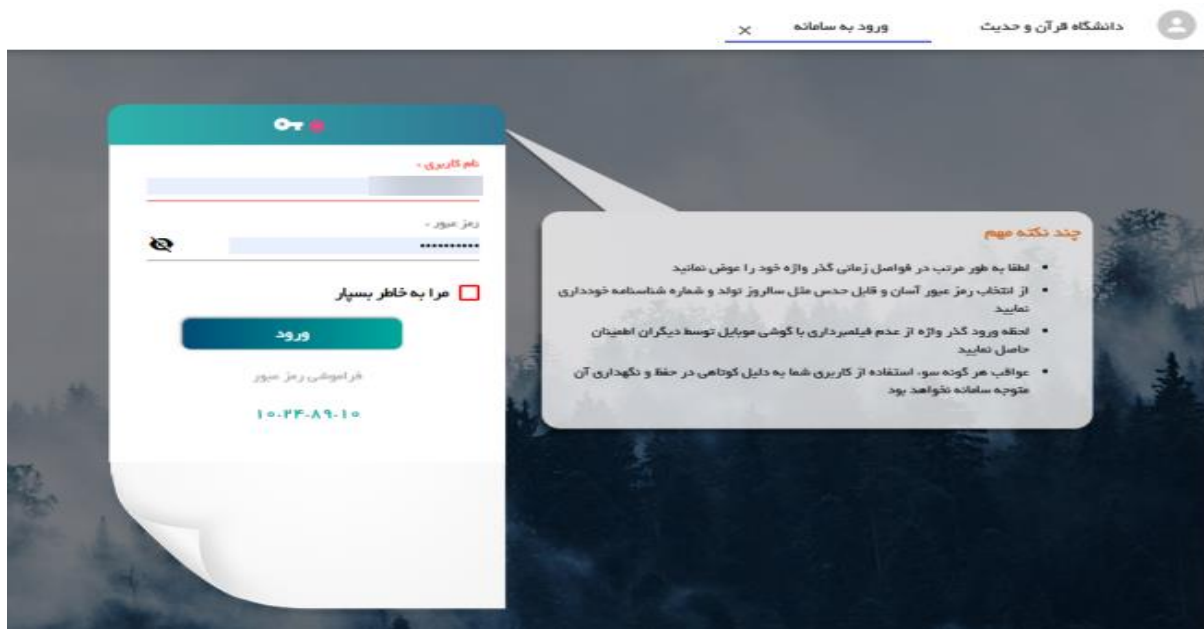 دانشگاه قرآن و حدیث
ورود به سامانه
نام کاربری *
رمز عبور *
••••••••••
مرا به خاطر بسپار
ورود
فراموشی رمز عبور
۱۰-۲۴-۸۹-۱۰
چند نکته مهم
لطفا به طور مرتب در فواصل زمانی گذر واژه خود را عوض نمائید
از انتخاب رمز عبور آسان و قابل حدس مثل سالروز تولد و شماره شناسنامه خودداری
نمایید
لحظه ورود گذر واژه از عدم فیلمبرداری با گوشی موبایل توسط دیگران اطمینان
حاصل نمایید
عواقب هر گونه سوء استفاده از کاربری شما به دلیل کوتاهی در حفظ و نگهداری آن
متوجه سامانه نخواهد بود